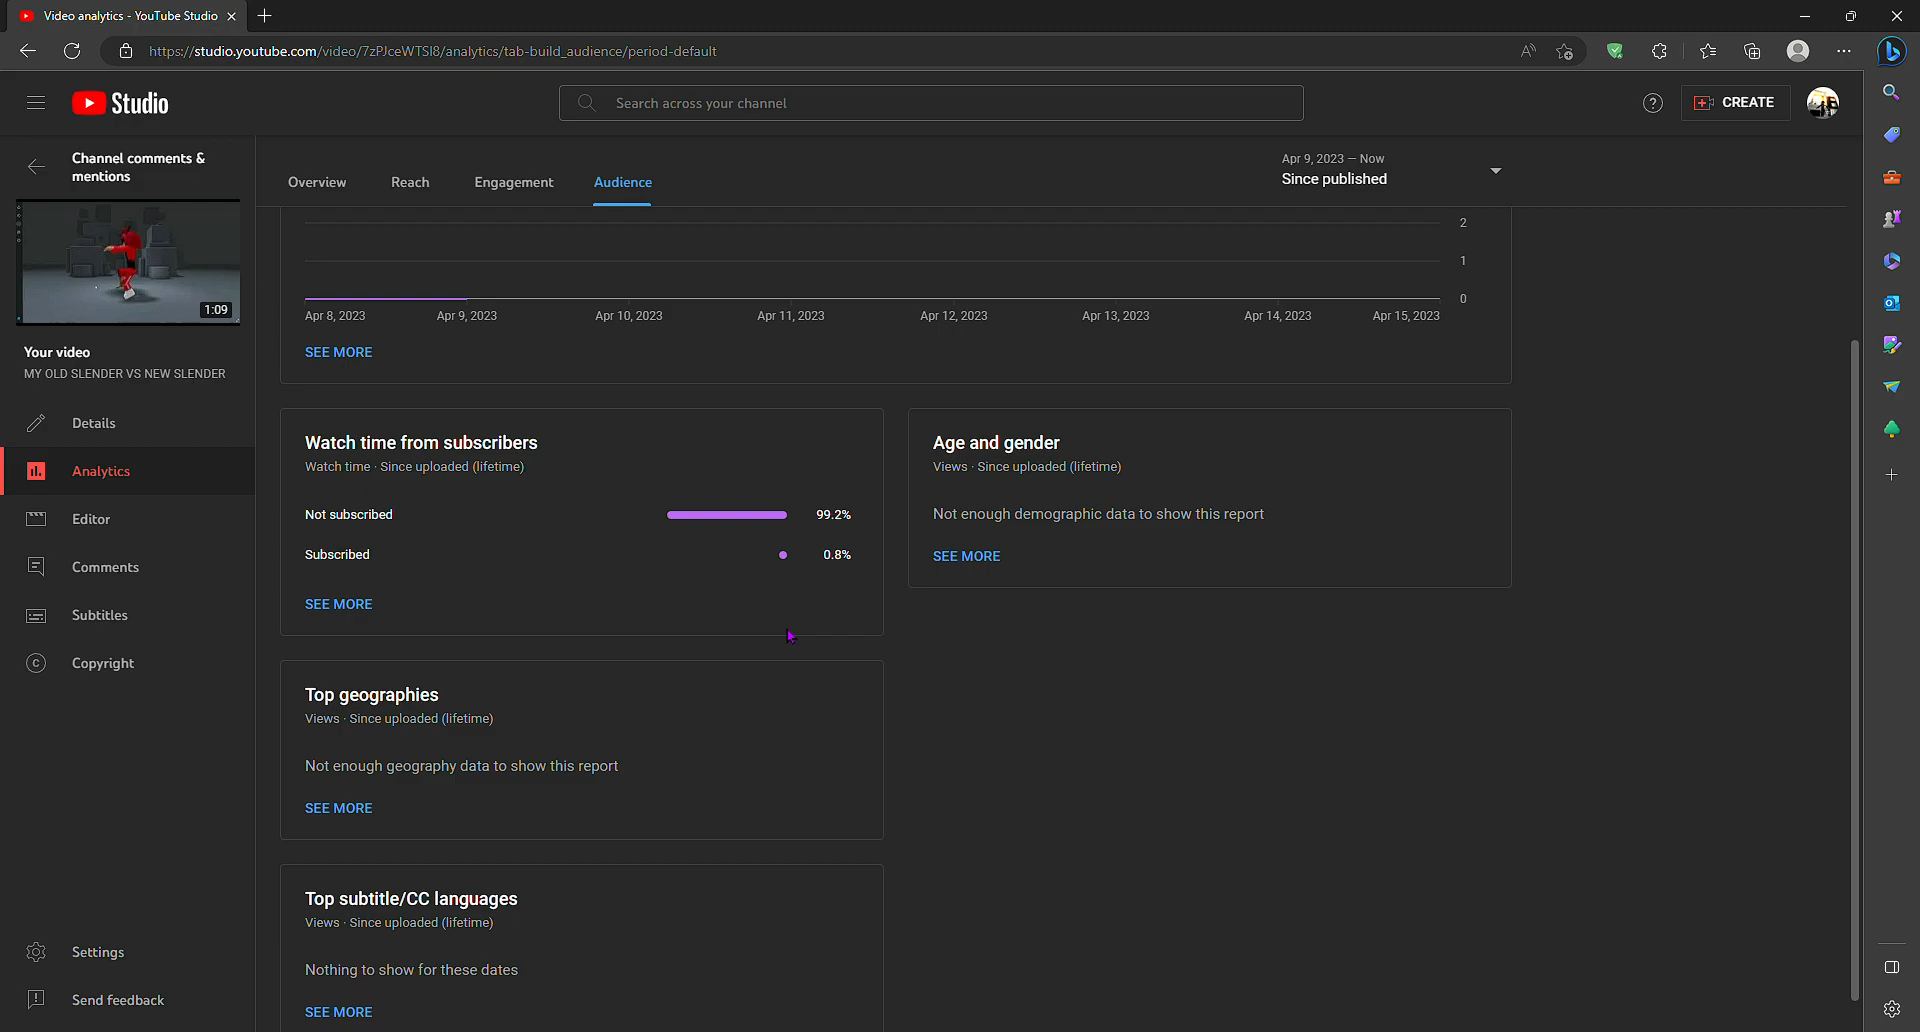 Video analytics - YouTube Studio
https://studio.youtube.com/video/7zPJceWTSI8/analytics/tab-build_audience/period-default
Studio
Search across your channel
CREATE
Channel comments &
mentions
1:09
Your video
MY OLD SLENDER VS NEW SLENDER
Details
Analytics
Editor
Comments
Subtitles
Copyright
Settings
Send feedback
Overview Reach Engagement Audience
Apr 9, 2023 – Now
Since published
2
1
0
Apr 8, 2023 Apr 9, 2023 Apr 10, 2023 Apr 11, 2023 Apr 12, 2023 Apr 13, 2023 Apr 14, 2023 Apr 15, 2023
SEE MORE
Watch time from subscribers
Watch time · Since uploaded (lifetime)
Not subscribed 99.2%
Subscribed 0.8%
SEE MORE
Age and gender
Views · Since uploaded (lifetime)
Not enough demographic data to show this report
SEE MORE
Top geographies
Views · Since uploaded (lifetime)
Not enough geography data to show this report
SEE MORE
Top subtitle/CC languages
Views · Since uploaded (lifetime)
Nothing to show for these dates
SEE MORE